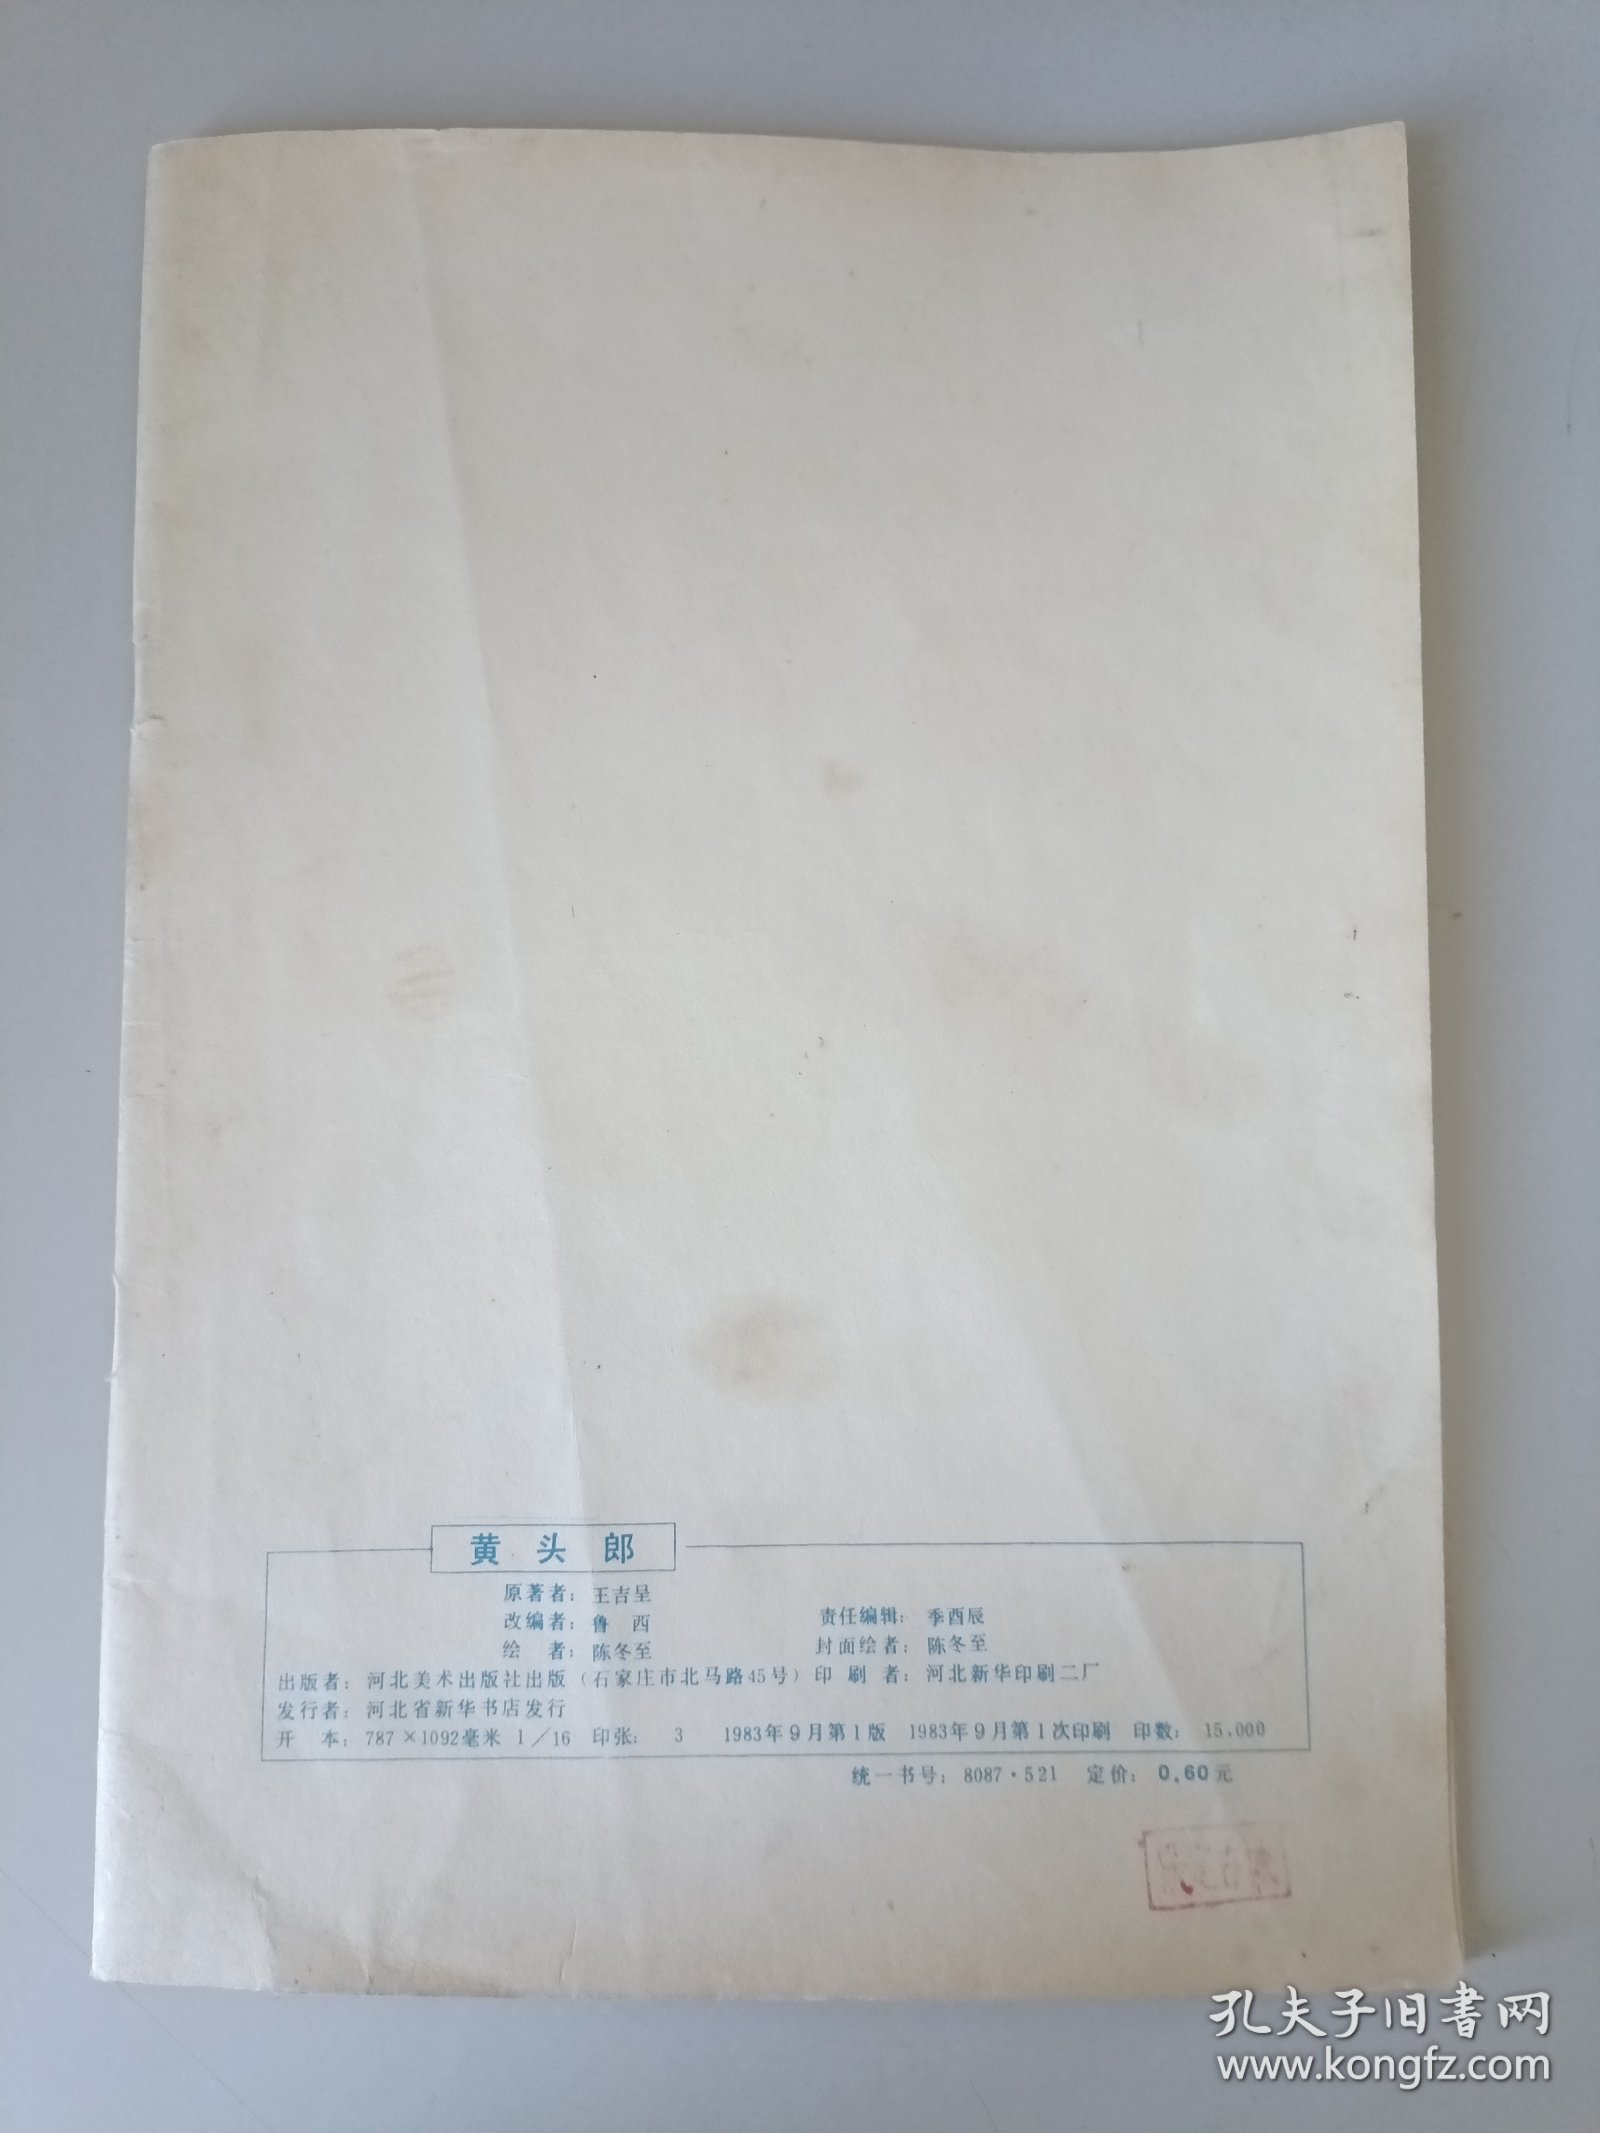 黄头郎
原著者：王吉呈
改编者：鲁　西　责任编辑：季酉辰
绘　者：陈冬至　封面绘者：陈冬至
出版者：河北美术出版社出版（石家庄市北马路45号）印刷者：河北新华印刷二厂
发行者：河北省新华书店发行
开　本：787×1092毫米 1／16　印张：3　1983年9月第1版　1983年9月第1次印刷　印数：15,000
统一书号：8087·521　定价：0.60元
孔夫子旧书网
www.kongfz.com